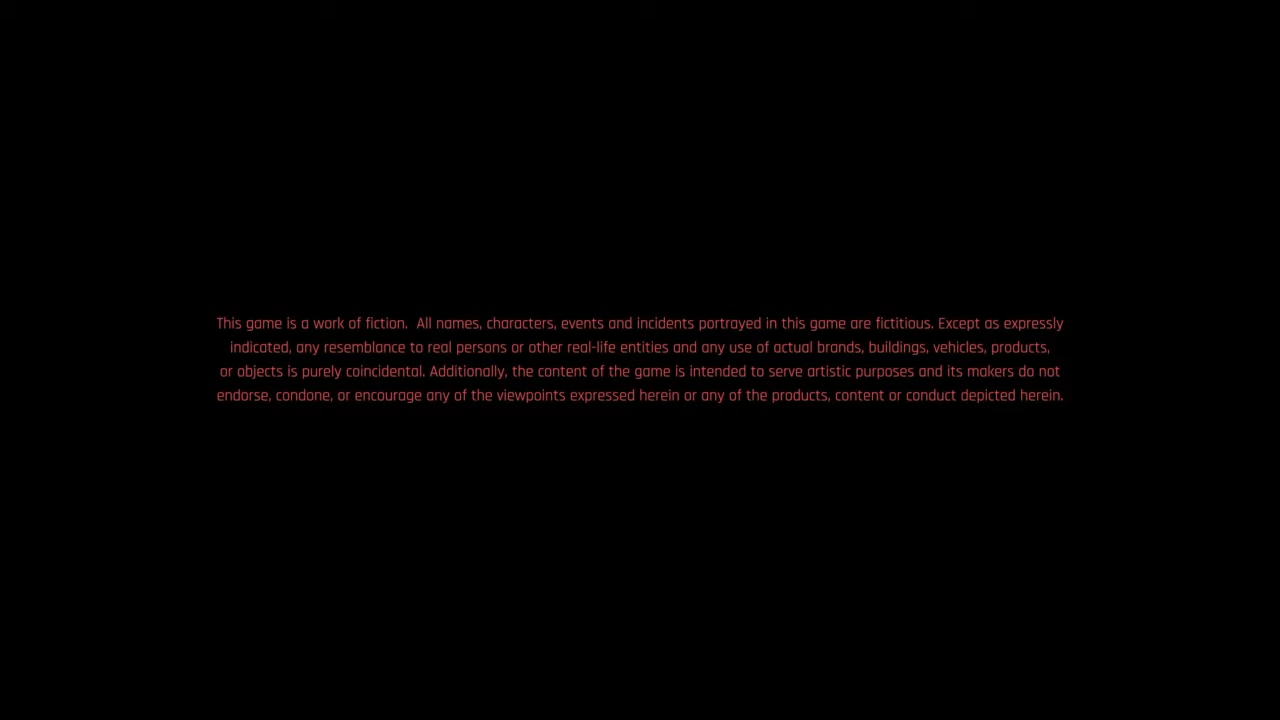 This game is a work of fiction.  All names, characters, events and incidents portrayed in this game are fictitious. Except as expressly
indicated, any resemblance to real persons or other real-life entities and any use of actual brands, buildings, vehicles, products,
or objects is purely coincidental. Additionally, the content of the game is intended to serve artistic purposes and its makers do not
endorse, condone, or encourage any of the viewpoints expressed herein or any of the products, content or conduct depicted herein.